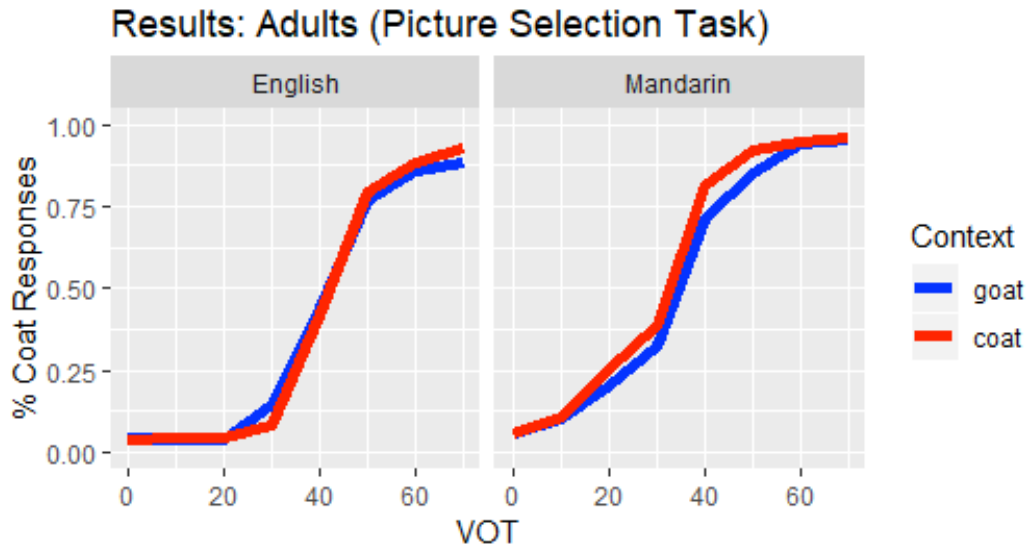 Results: Adults (Picture Selection Task)
English
Mandarin
% Coat Responses
1.00
0.75
0.50
0.25
0.00
0 20 40 60
0 20 40 60
VOT
Context
goat
coat